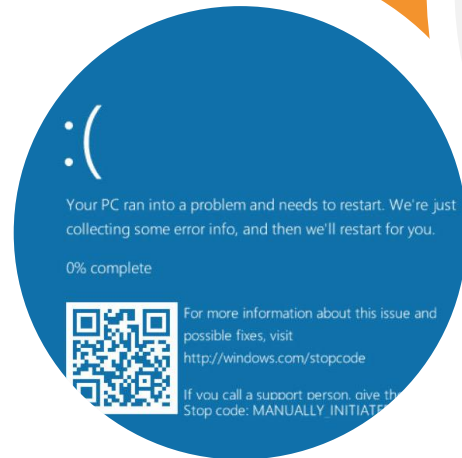 :(
Your PC ran into a problem and needs to restart. We're just
collecting some error info, and then we'll restart for you.
0% complete
For more information about this issue and
possible fixes, visit
http://windows.com/stopcode
If you call a support person, give
Stop code: